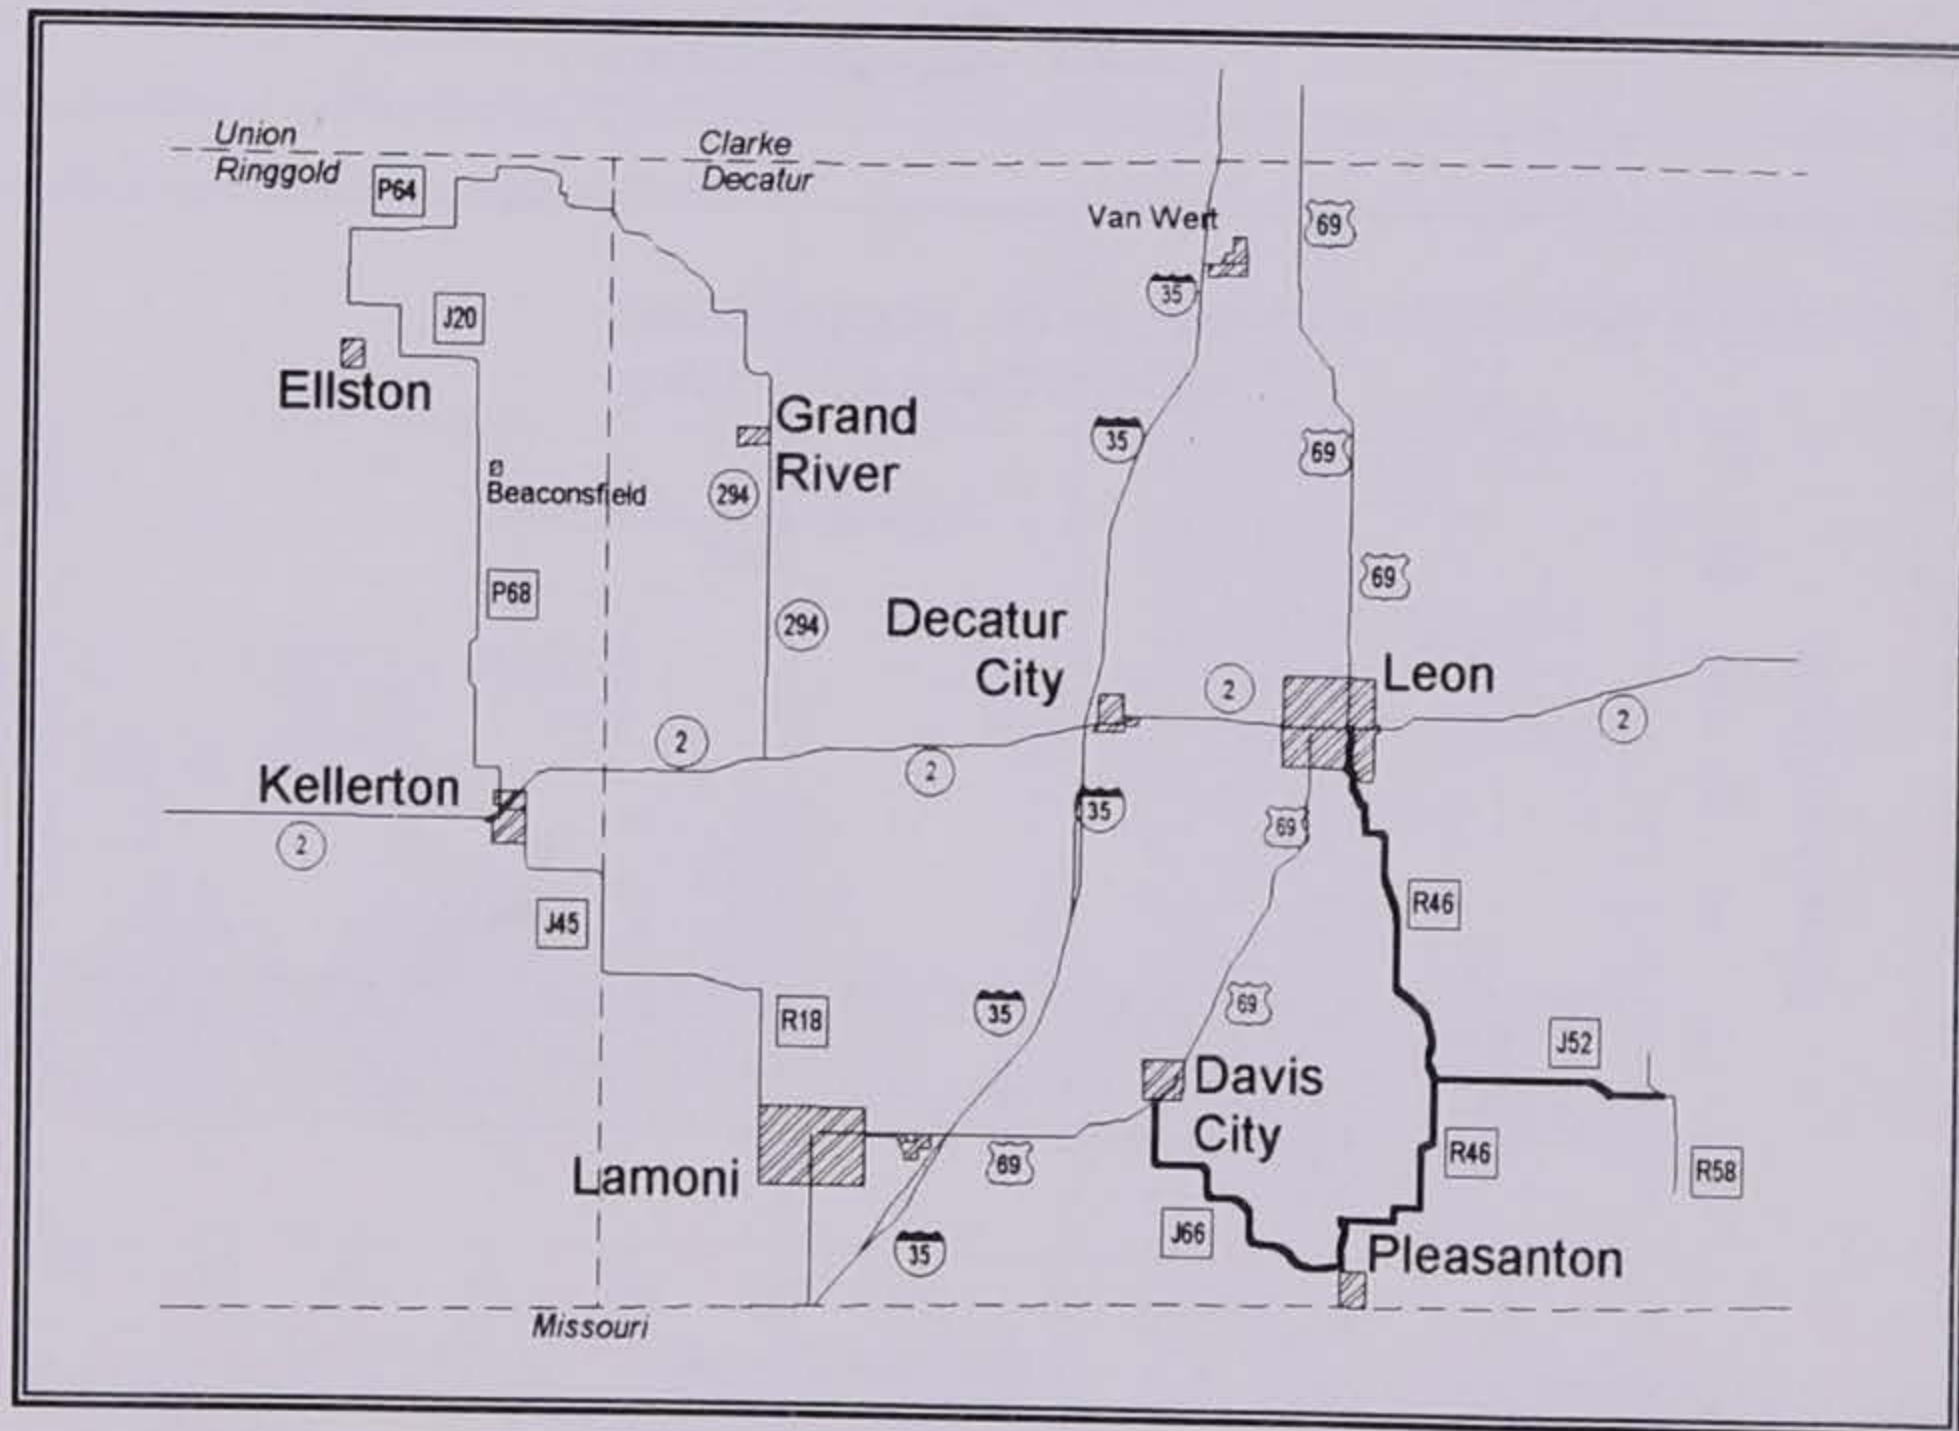 Union
Ringgold
Clarke
Decatur
P64
Van Wert
69
35
J20
Ellston
Grand
River
35
69
Beaconsfield
294
P68
69
294
Decatur
City
Leon
2
2
2
2
Kellerton
2
35
69
R46
J45
R18
35
69
J52
Davis
City
Lamoni
69
R46
R58
J66
35
Pleasanton
Missouri